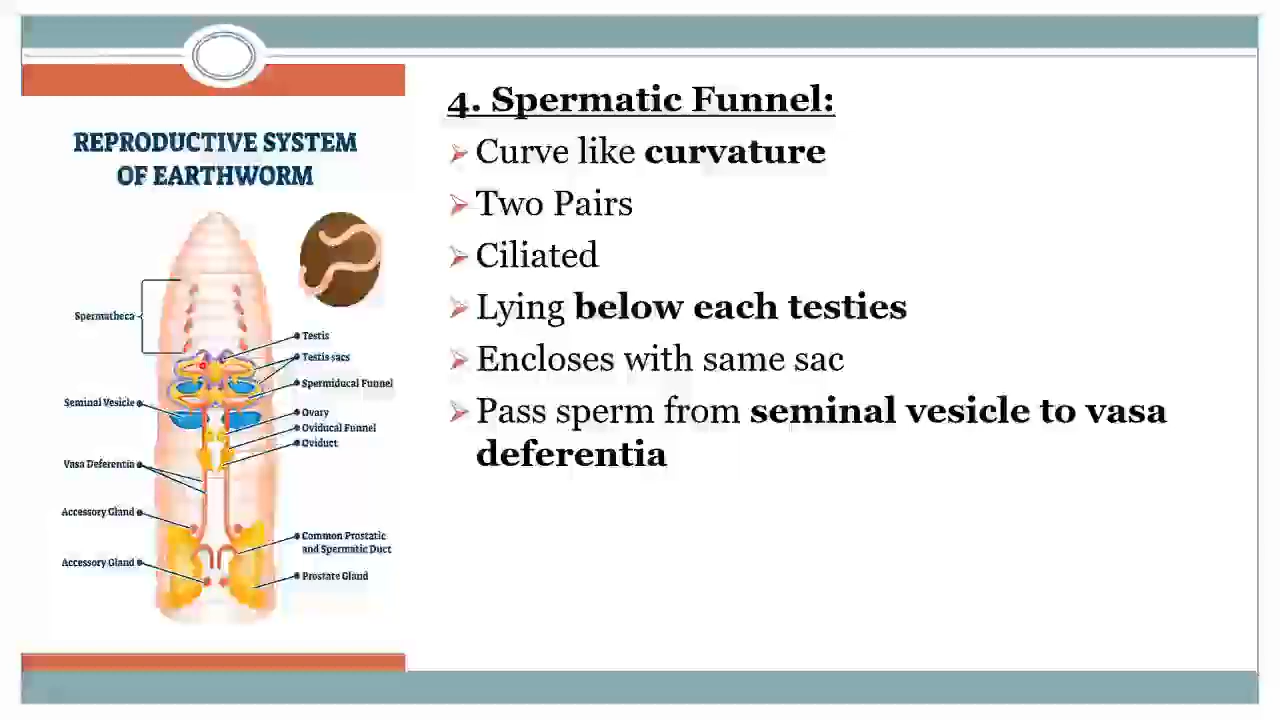 REPRODUCTIVE SYSTEM
OF EARTHWORM
Spermatheca
Testis
Testis sacs
Spermiducal Funnel
Seminal Vesicle
Ovary
Oviducal Funnel
Oviduct
Vasa Deferentia
Accessory Gland
Common Prostatic
and Spermatic Duct
Accessory Gland
Prostate Gland
4. Spermatic Funnel:
Curve like curvature
Two Pairs
Ciliated
Lying below each testies
Encloses with same sac
Pass sperm from seminal vesicle to vasa
deferentia